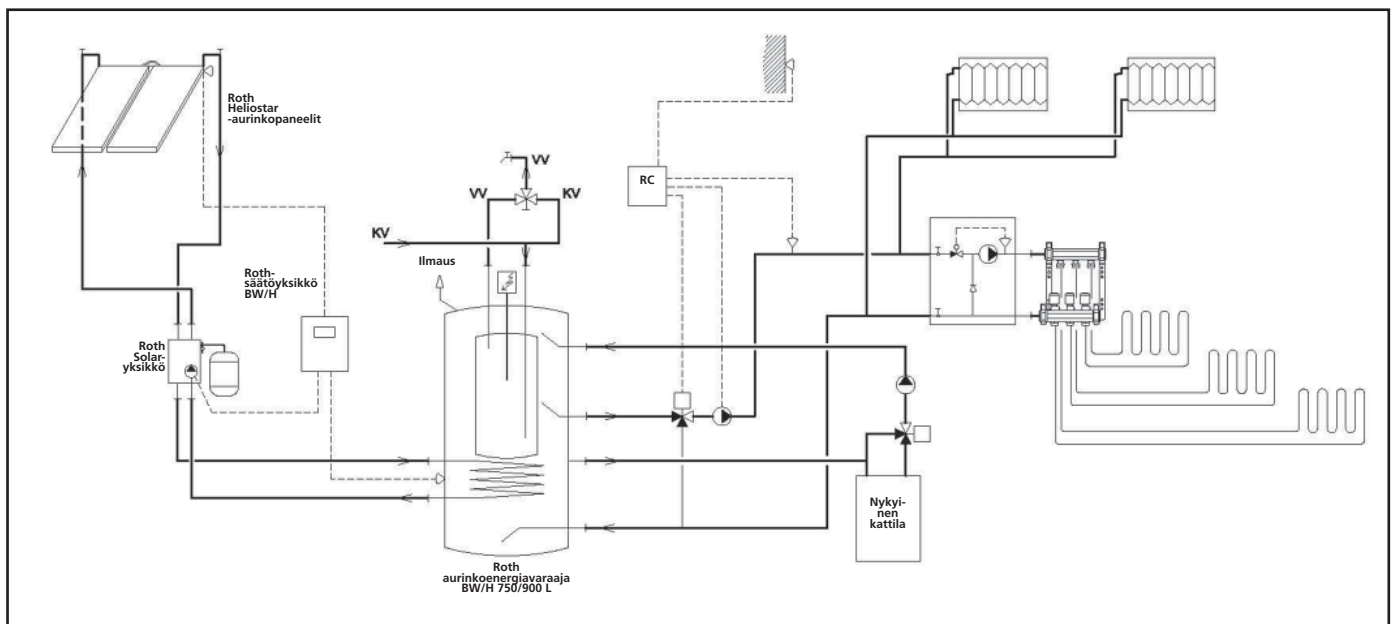 Roth
Heliostar
-aurinkopaneelit
RC
VV
VV
KV
KV
Ilmaus
Roth-
säätöyksikkö
BW/H
Roth
Solar-
yksikkö
Nykyi-
nen
kattila
Roth
aurinkoenergiavaraaja
BW/H 750/900 L